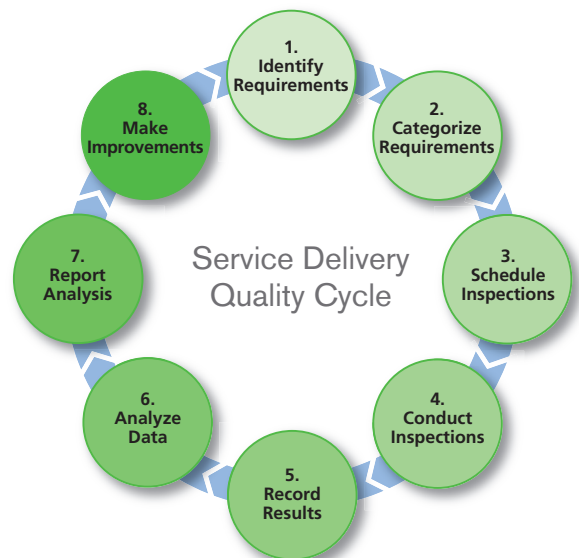 1.
Identify
Requirements
2.
Categorize
Requirements
3.
Schedule
Inspections
4.
Conduct
Inspections
5.
Record
Results
6.
Analyze
Data
7.
Report
Analysis
8.
Make
Improvements
Service Delivery
Quality Cycle